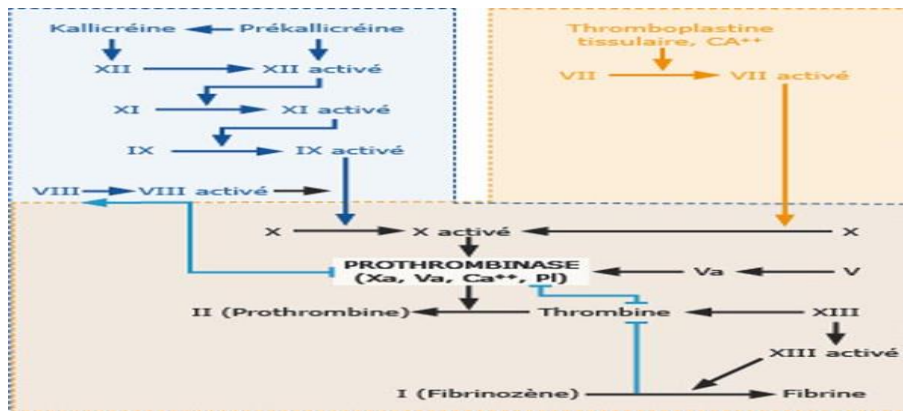 Kallicréine Prékallicréine
XII XII activé
XI XI activé
IX IX activé
VIII VIII activé
Thromboplastine
tissulaire, CA⁺⁺
VII VII activé
X X activé X
PROTHROMBINASE
(Xa, Va, Ca⁺⁺, Pl)
Va V
II (Prothrombine) Thrombine XIII
XIII activé
I (Fibrinozène) Fibrine